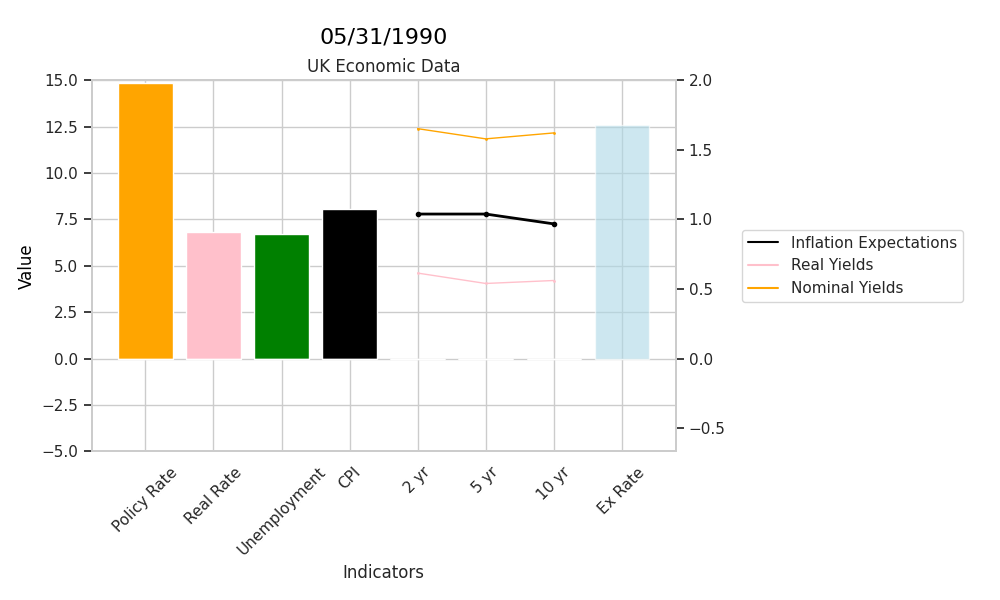 05/31/1990
UK Economic Data
15.0
12.5
10.0
7.5
5.0
2.5
0.0
−2.5
−5.0
Value
2.0
1.5
1.0
0.5
0.0
−0.5
Inflation Expectations
Real Yields
Nominal Yields
Policy Rate
Real Rate
Unemployment
CPI
2 yr
5 yr
10 yr
Ex Rate
Indicators